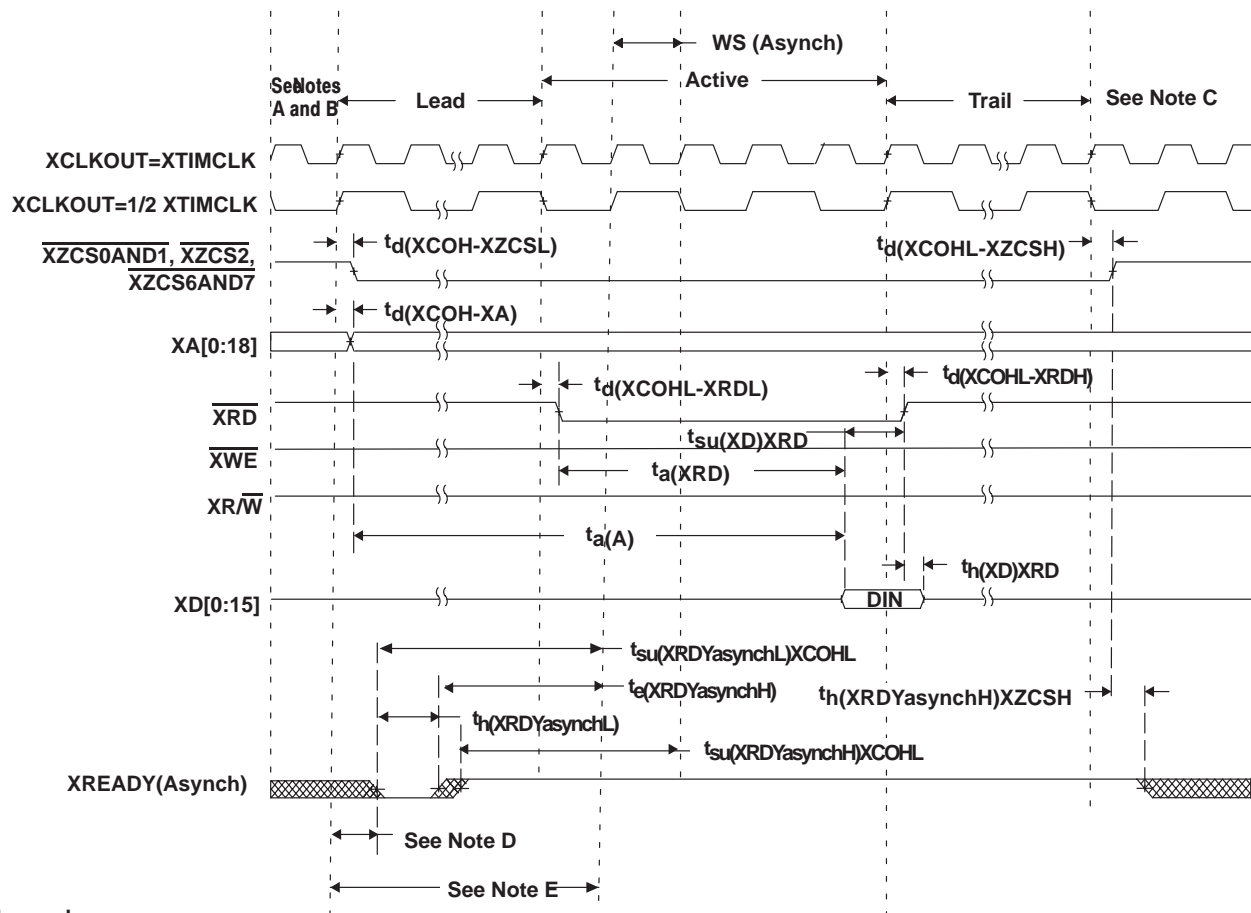 WS (Asynch)
Active
See Notes
A and B
Lead
Trail
See Note C
XCLKOUT=XTIMCLK
XCLKOUT=1/2 XTIMCLK
XZCS0AND1, XZCS2,
XZCS6AND7
td(XCOH-XZCSL)
td(XCOHL-XZCSH)
td(XCOH-XA)
XA[0:18]
td(XCOHL-XRDL)
td(XCOHL-XRDH)
XRD
tsu(XD)XRD
XWE
ta(XRD)
XR/W
ta(A)
th(XD)XRD
XD[0:15]
DIN
tsu(XRDYasynchL)XCOHL
te(XRDYasynchH)
th(XRDYasynchH)XZCSH
th(XRDYasynchL)
tsu(XRDYasynchH)XCOHL
XREADY(Asynch)
See Note D
See Note E